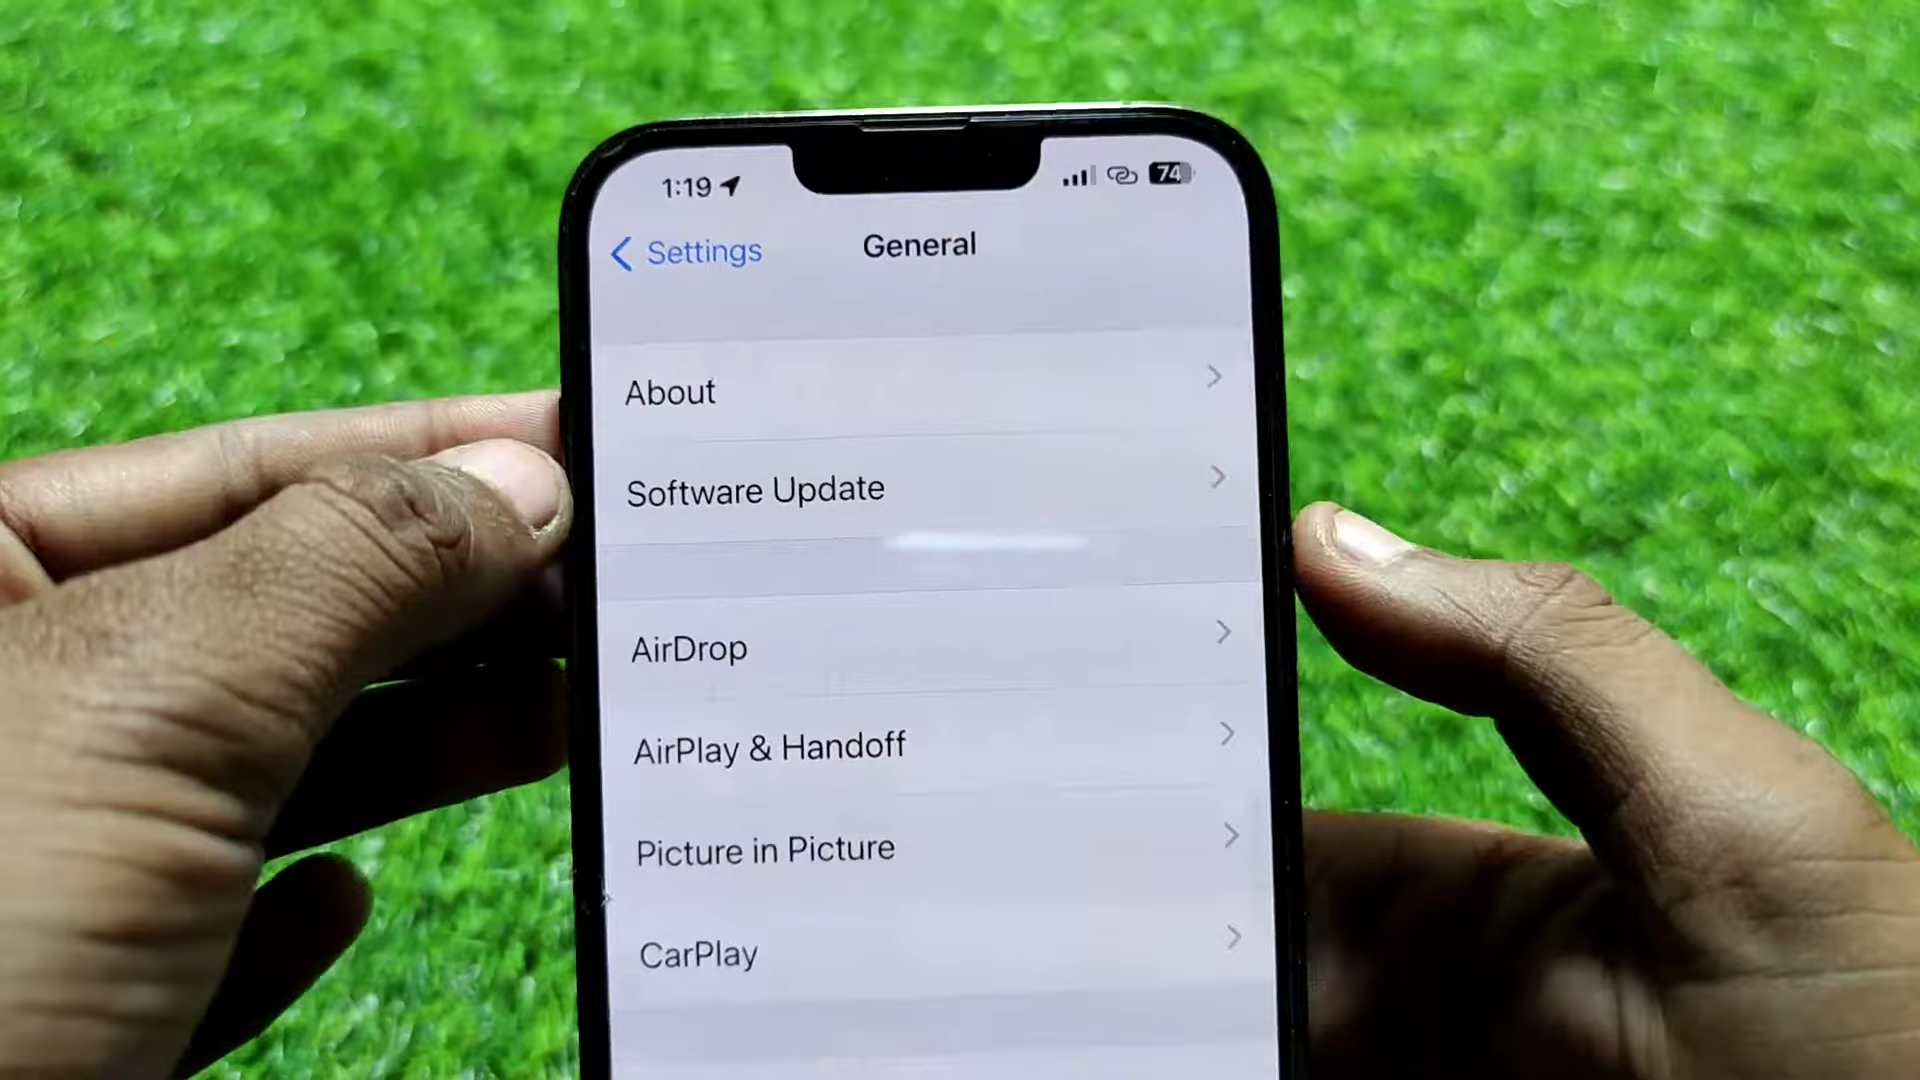 1:19
74
Settings
General
About
Software Update
AirDrop
AirPlay & Handoff
Picture in Picture
CarPlay